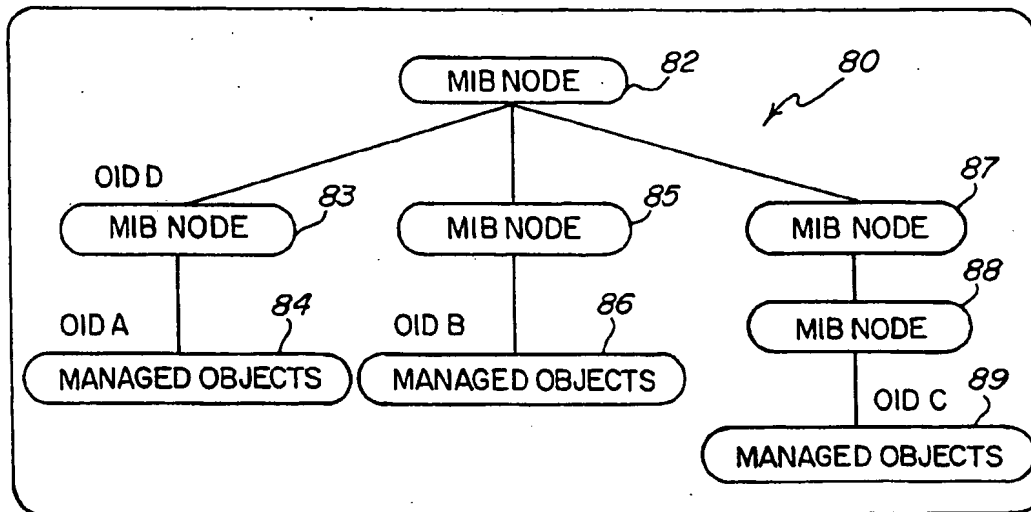 MIB NODE
82
80
OID D
MIB NODE
83
MIB NODE
85
MIB NODE
87
MIB NODE
88
OID A
84
MANAGED OBJECTS
OID B
86
MANAGED OBJECTS
OID C
89
MANAGED OBJECTS